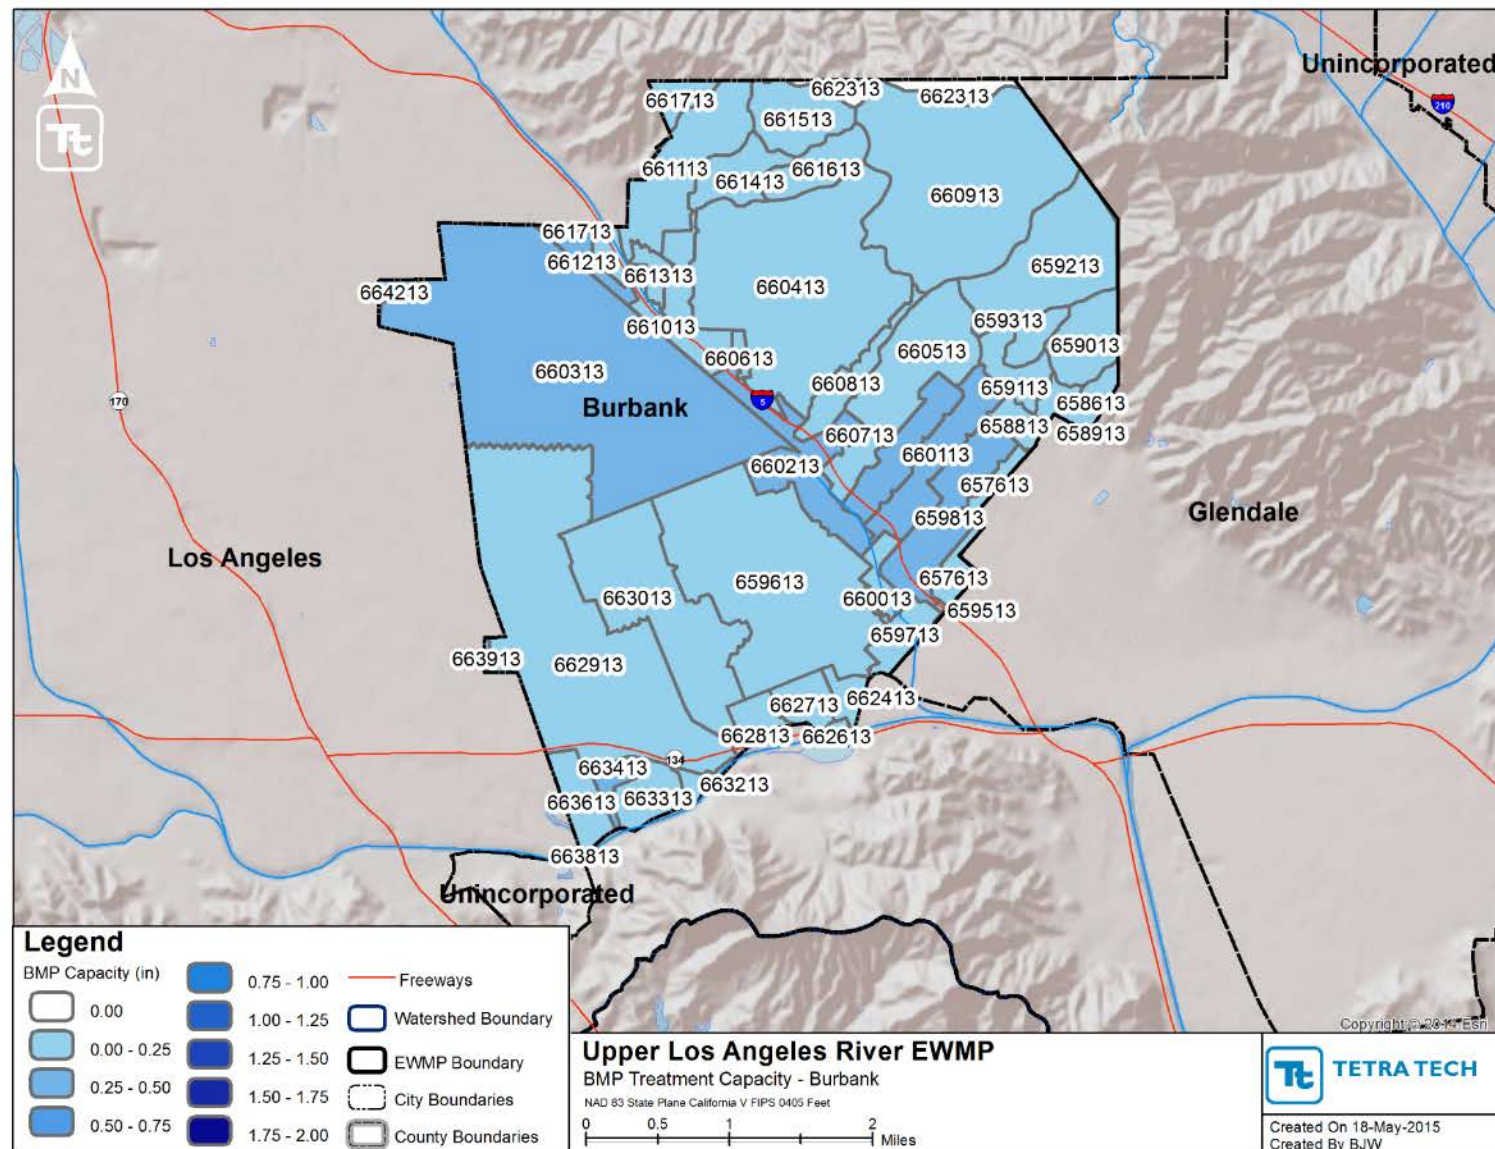 Unincorporated
N
Tt
210
662313
662313
661713
661513
661113
661613
661413
660913
661713
661213
661313
659213
664213
660413
661013
659313
659013
660613
660513
660313
170
Burbank
5
660813
659113
658613
660713
658813
658913
660113
660213
657613
Glendale
659813
Los Angeles
659613
657613
663013
660013
659513
659713
663913
662913
662413
662713
662813
662613
134
663413
663213
663613
663313
663813
Unincorporated
Copyright:© 2014 Esri
Legend
BMP Capacity (in)
0.00
0.00 - 0.25
0.25 - 0.50
0.50 - 0.75
0.75 - 1.00
1.00 - 1.25
1.25 - 1.50
1.50 - 1.75
1.75 - 2.00
Freeways
Watershed Boundary
EWMP Boundary
City Boundaries
County Boundaries
Upper Los Angeles River EWMP
BMP Treatment Capacity - Burbank
NAD 83 State Plane California V FIPS 0405 Feet
0 0.5 1 2
Miles
Tt TETRA TECH
Created On 18-May-2015
Created By BJW